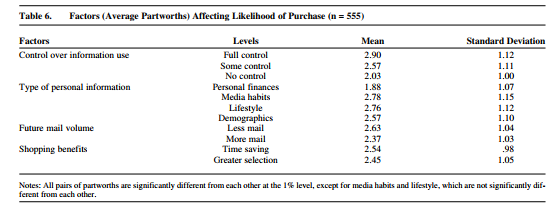 Table 6. Factors (Average Partworths) Affecting Likelihood of Purchase (n = 555)
Factors Levels Mean Standard Deviation
Control over information use Full control 2.90 1.12
Some control 2.57 1.11
No control 2.03 1.00
Type of personal information Personal finances 1.88 1.07
Media habits 2.78 1.15
Lifestyle 2.76 1.12
Demographics 2.57 1.10
Future mail volume Less mail 2.63 1.04
More mail 2.37 1.03
Shopping benefits Time saving 2.54 .98
Greater selection 2.45 1.05
Notes: All pairs of partworths are significantly different from each other at the 1% level, except for media habits and lifestyle, which are not significantly dif-
ferent from each other.